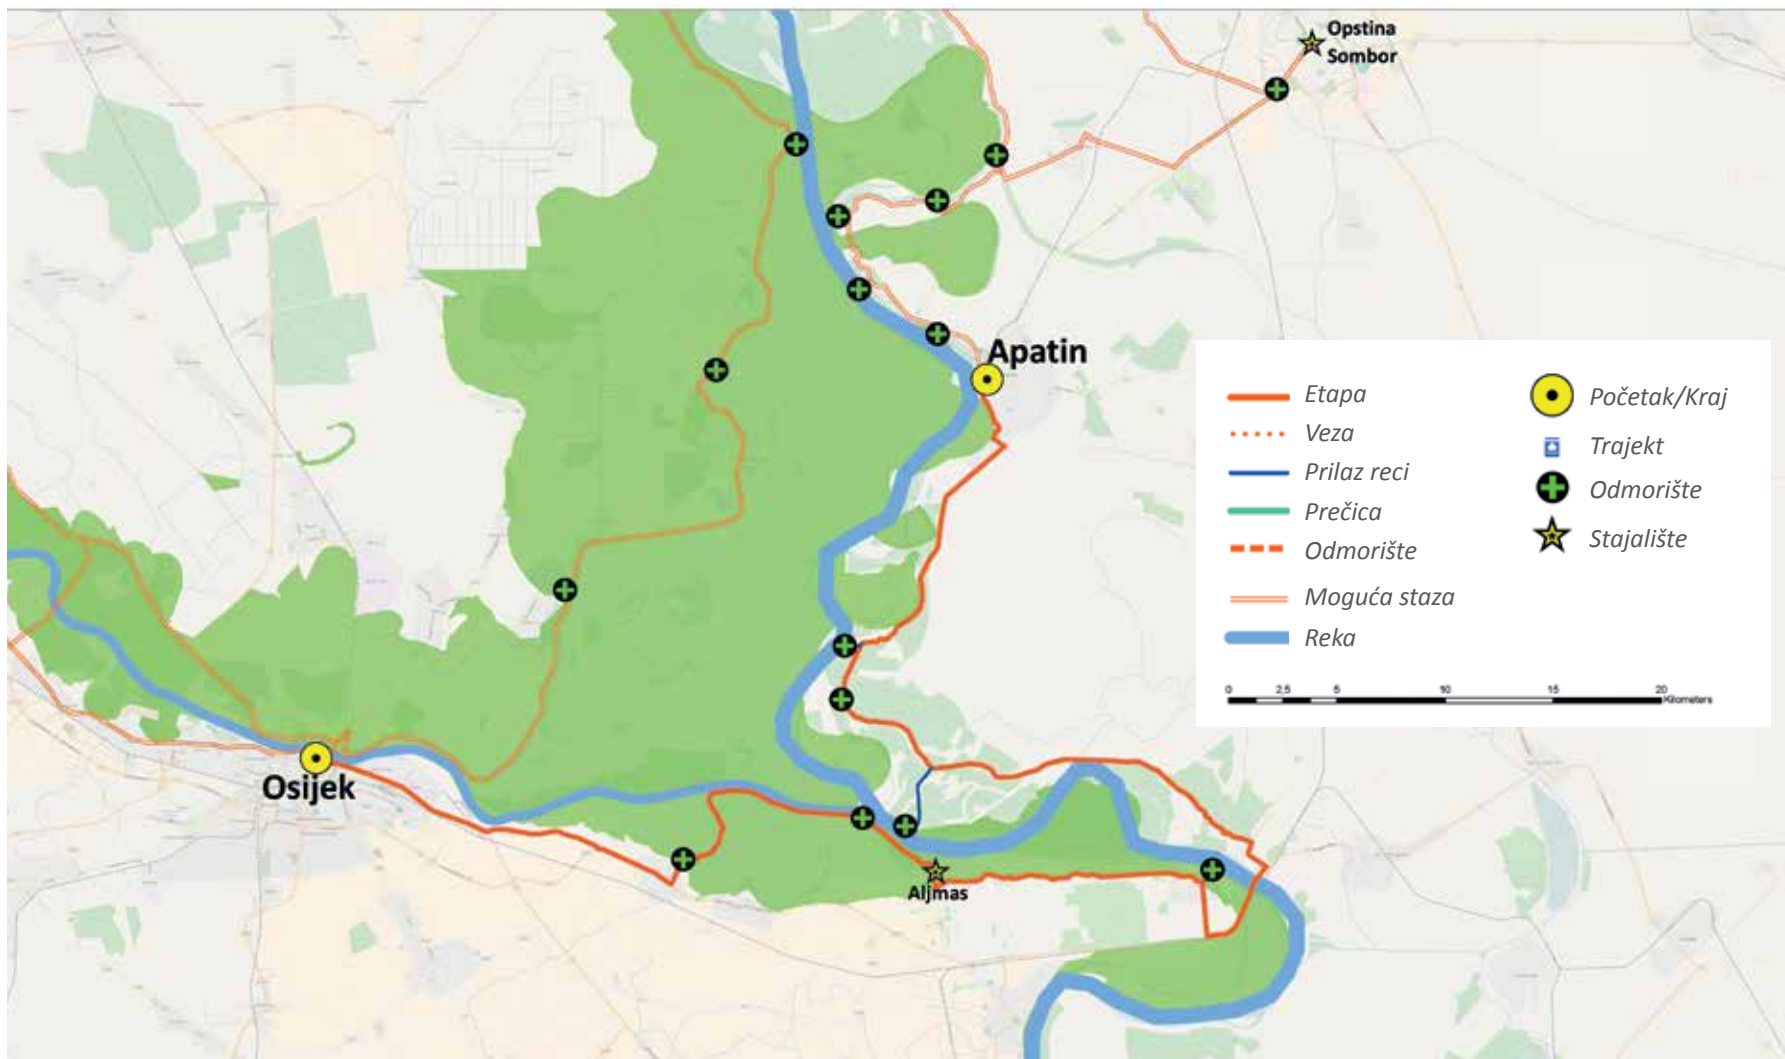 Opstina
Sombor
Apatin
Osijek
Aljmas
Etapa
Veza
Prilaz reci
Prečica
Odmorište
Moguća staza
Reka
Početak/Kraj
Trajekt
Odmorište
Stajalište
0 2,5 5 10 15 20
Kilometers